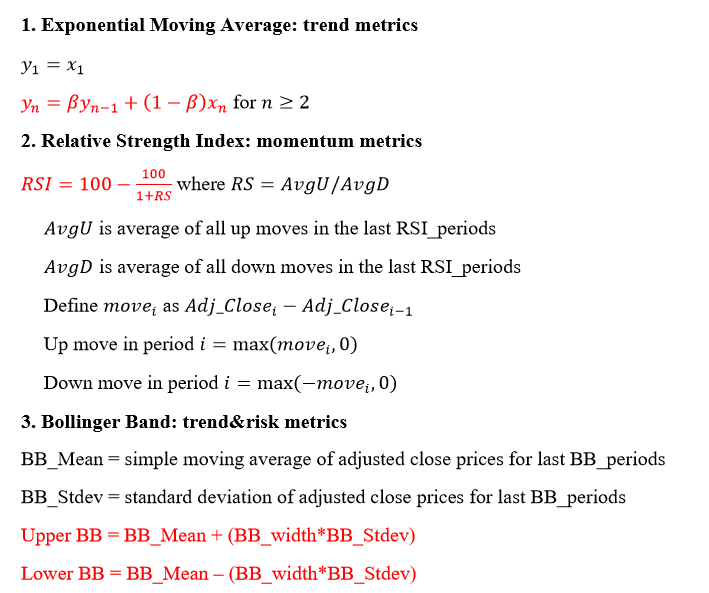 1. Exponential Moving Average: trend metrics
y₁ = x₁
yₙ = βyₙ₋₁ + (1 − β)xₙ for n ≥ 2
2. Relative Strength Index: momentum metrics
RSI = 100 − 100/(1+RS) where RS = AvgU/AvgD
AvgU is average of all up moves in the last RSI_periods
AvgD is average of all down moves in the last RSI_periods
Define moveᵢ as Adj_Closeᵢ − Adj_Closeᵢ₋₁
Up move in period i = max(moveᵢ, 0)
Down move in period i = max(−moveᵢ, 0)
3. Bollinger Band: trend&risk metrics
BB_Mean = simple moving average of adjusted close prices for last BB_periods
BB_Stdev = standard deviation of adjusted close prices for last BB_periods
Upper BB = BB_Mean + (BB_width*BB_Stdev)
Lower BB = BB_Mean – (BB_width*BB_Stdev)